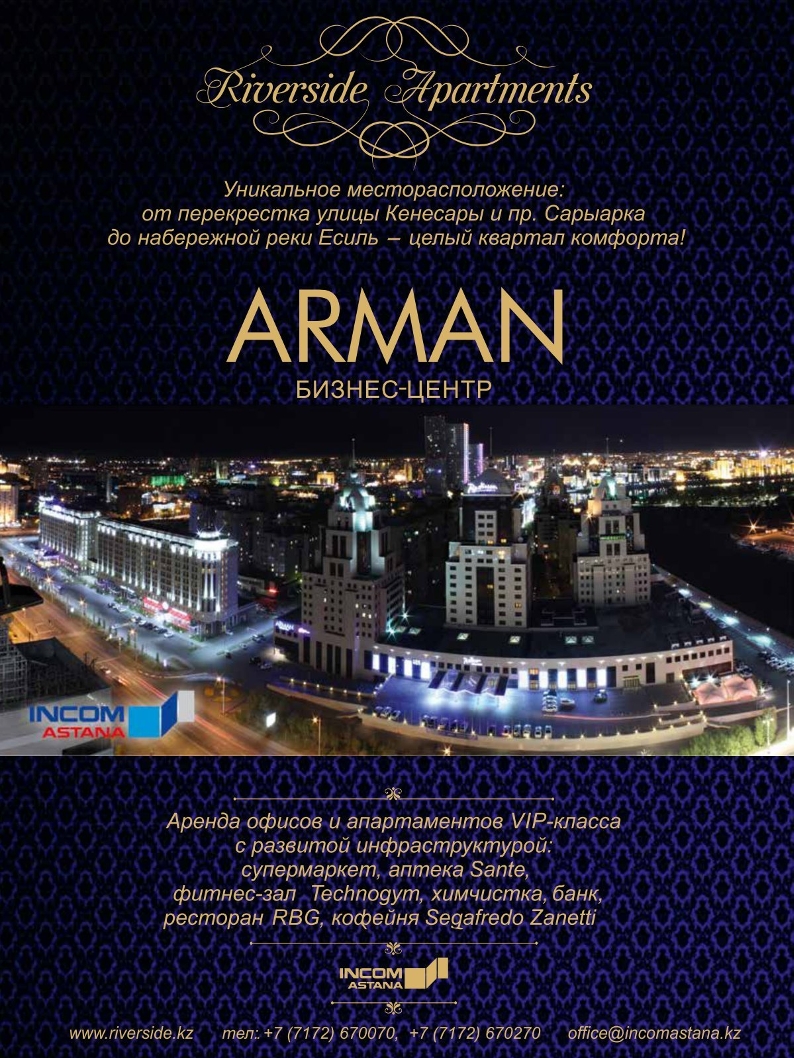 Riverside Apartments
Уникальное месторасположение:
от перекрестка улицы Кенесары и пр. Сарыарка
до набережной реки Есиль – целый квартал комфорта!
ARMAN
БИЗНЕС-ЦЕНТР
INCOM
ASTANA
Аренда офисов и апартаментов VIP-класса
с развитой инфраструктурой:
супермаркет, аптека Sante,
фитнес-зал Technogym, химчистка, банк,
ресторан RBG, кофейня Segafredo Zanetti
INCOM
ASTANA
www.riverside.kz тел:. +7 (7172) 670070, +7 (7172) 670270 office@incomastana.kz